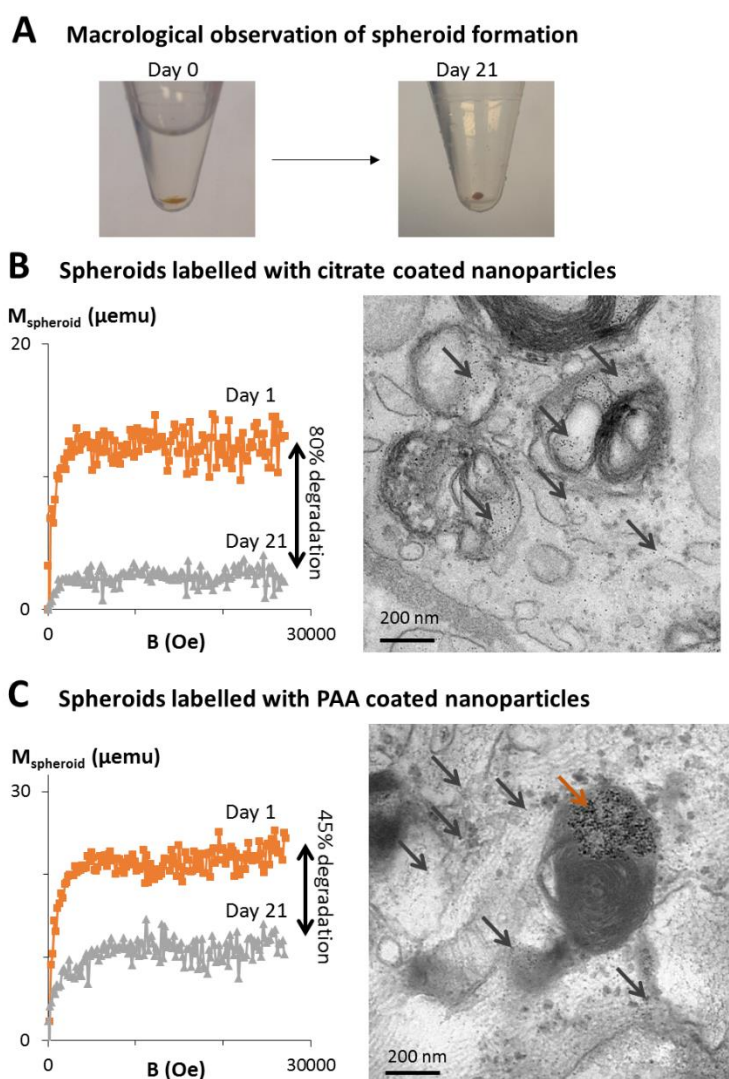 A Macrological observation of spheroid formation
Day 0
Day 21
B Spheroids labelled with citrate coated nanoparticles
Mspheroid (µemu)
20
Day 1
80% degradation
Day 21
0
0
30000
B (Oe)
200 nm
C Spheroids labelled with PAA coated nanoparticles
Mspheroid (µemu)
30
Day 1
45% degradation
Day 21
0
0
30000
B (Oe)
200 nm